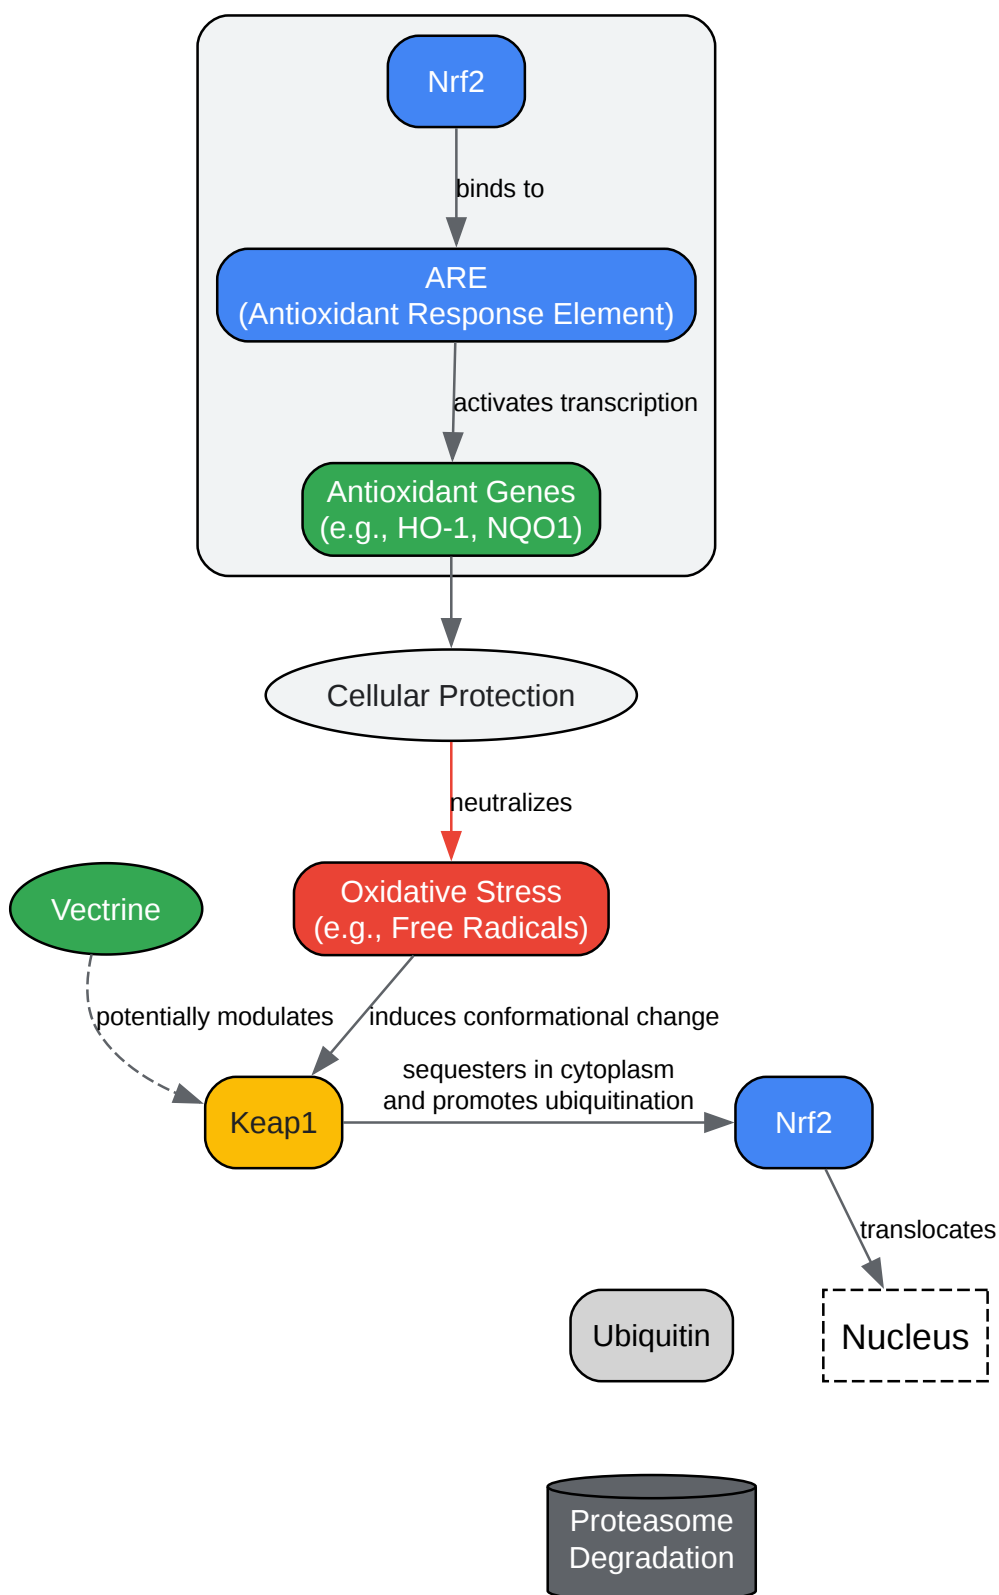 Nrf2
binds to
ARE
(Antioxidant Response Element)
activates transcription
Antioxidant Genes
(e.g., HO-1, NQO1)
Cellular Protection
neutralizes
Vectrine
Oxidative Stress
(e.g., Free Radicals)
potentially modulates
induces conformational change
sequesters in cytoplasm
and promotes ubiquitination
Keap1
Nrf2
translocates
Ubiquitin
Nucleus
Proteasome
Degradation